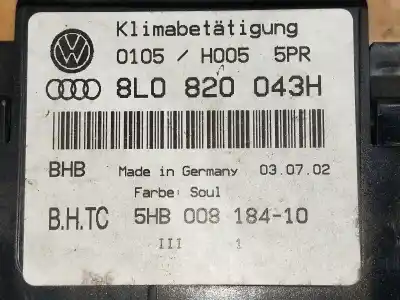 Klimabetätigung
0105 / H005 5PR
8L0 820 043H
BHB Made in Germany 03.07.02
Farbe: Soul
B.H.TC 5HB 008 184-10
III 1